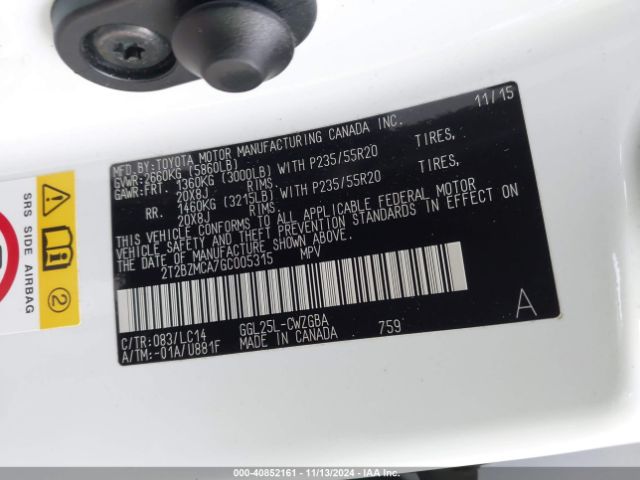 11/15
MFD.BY:TOYOTA MOTOR MANUFACTURING CANADA INC.
GVWR:2660KG (5860LB)
GAWR:FRT. 1360KG (3000LB) WITH P235/55R20 TIRES,
20X8J RIMS,
RR. 1460KG (3215LB) WITH P235/55R20 TIRES,
20X8J RIMS.
THIS VEHICLE CONFORMS TO ALL APPLICABLE FEDERAL MOTOR
VEHICLE SAFETY AND THEFT PREVENTION STANDARDS IN EFFECT ON
THE DATE OF MANUFACTURE SHOWN ABOVE.
2T2BZMCA7GC005315 MPV
C/TR:083/LC14 GGL25L-CWZGBA A
A/TM:-01A/U881F MADE IN CANADA 759
SRS SIDE AIRBAG
2
000-40852161 - 11/13/2024 - IAA Inc.